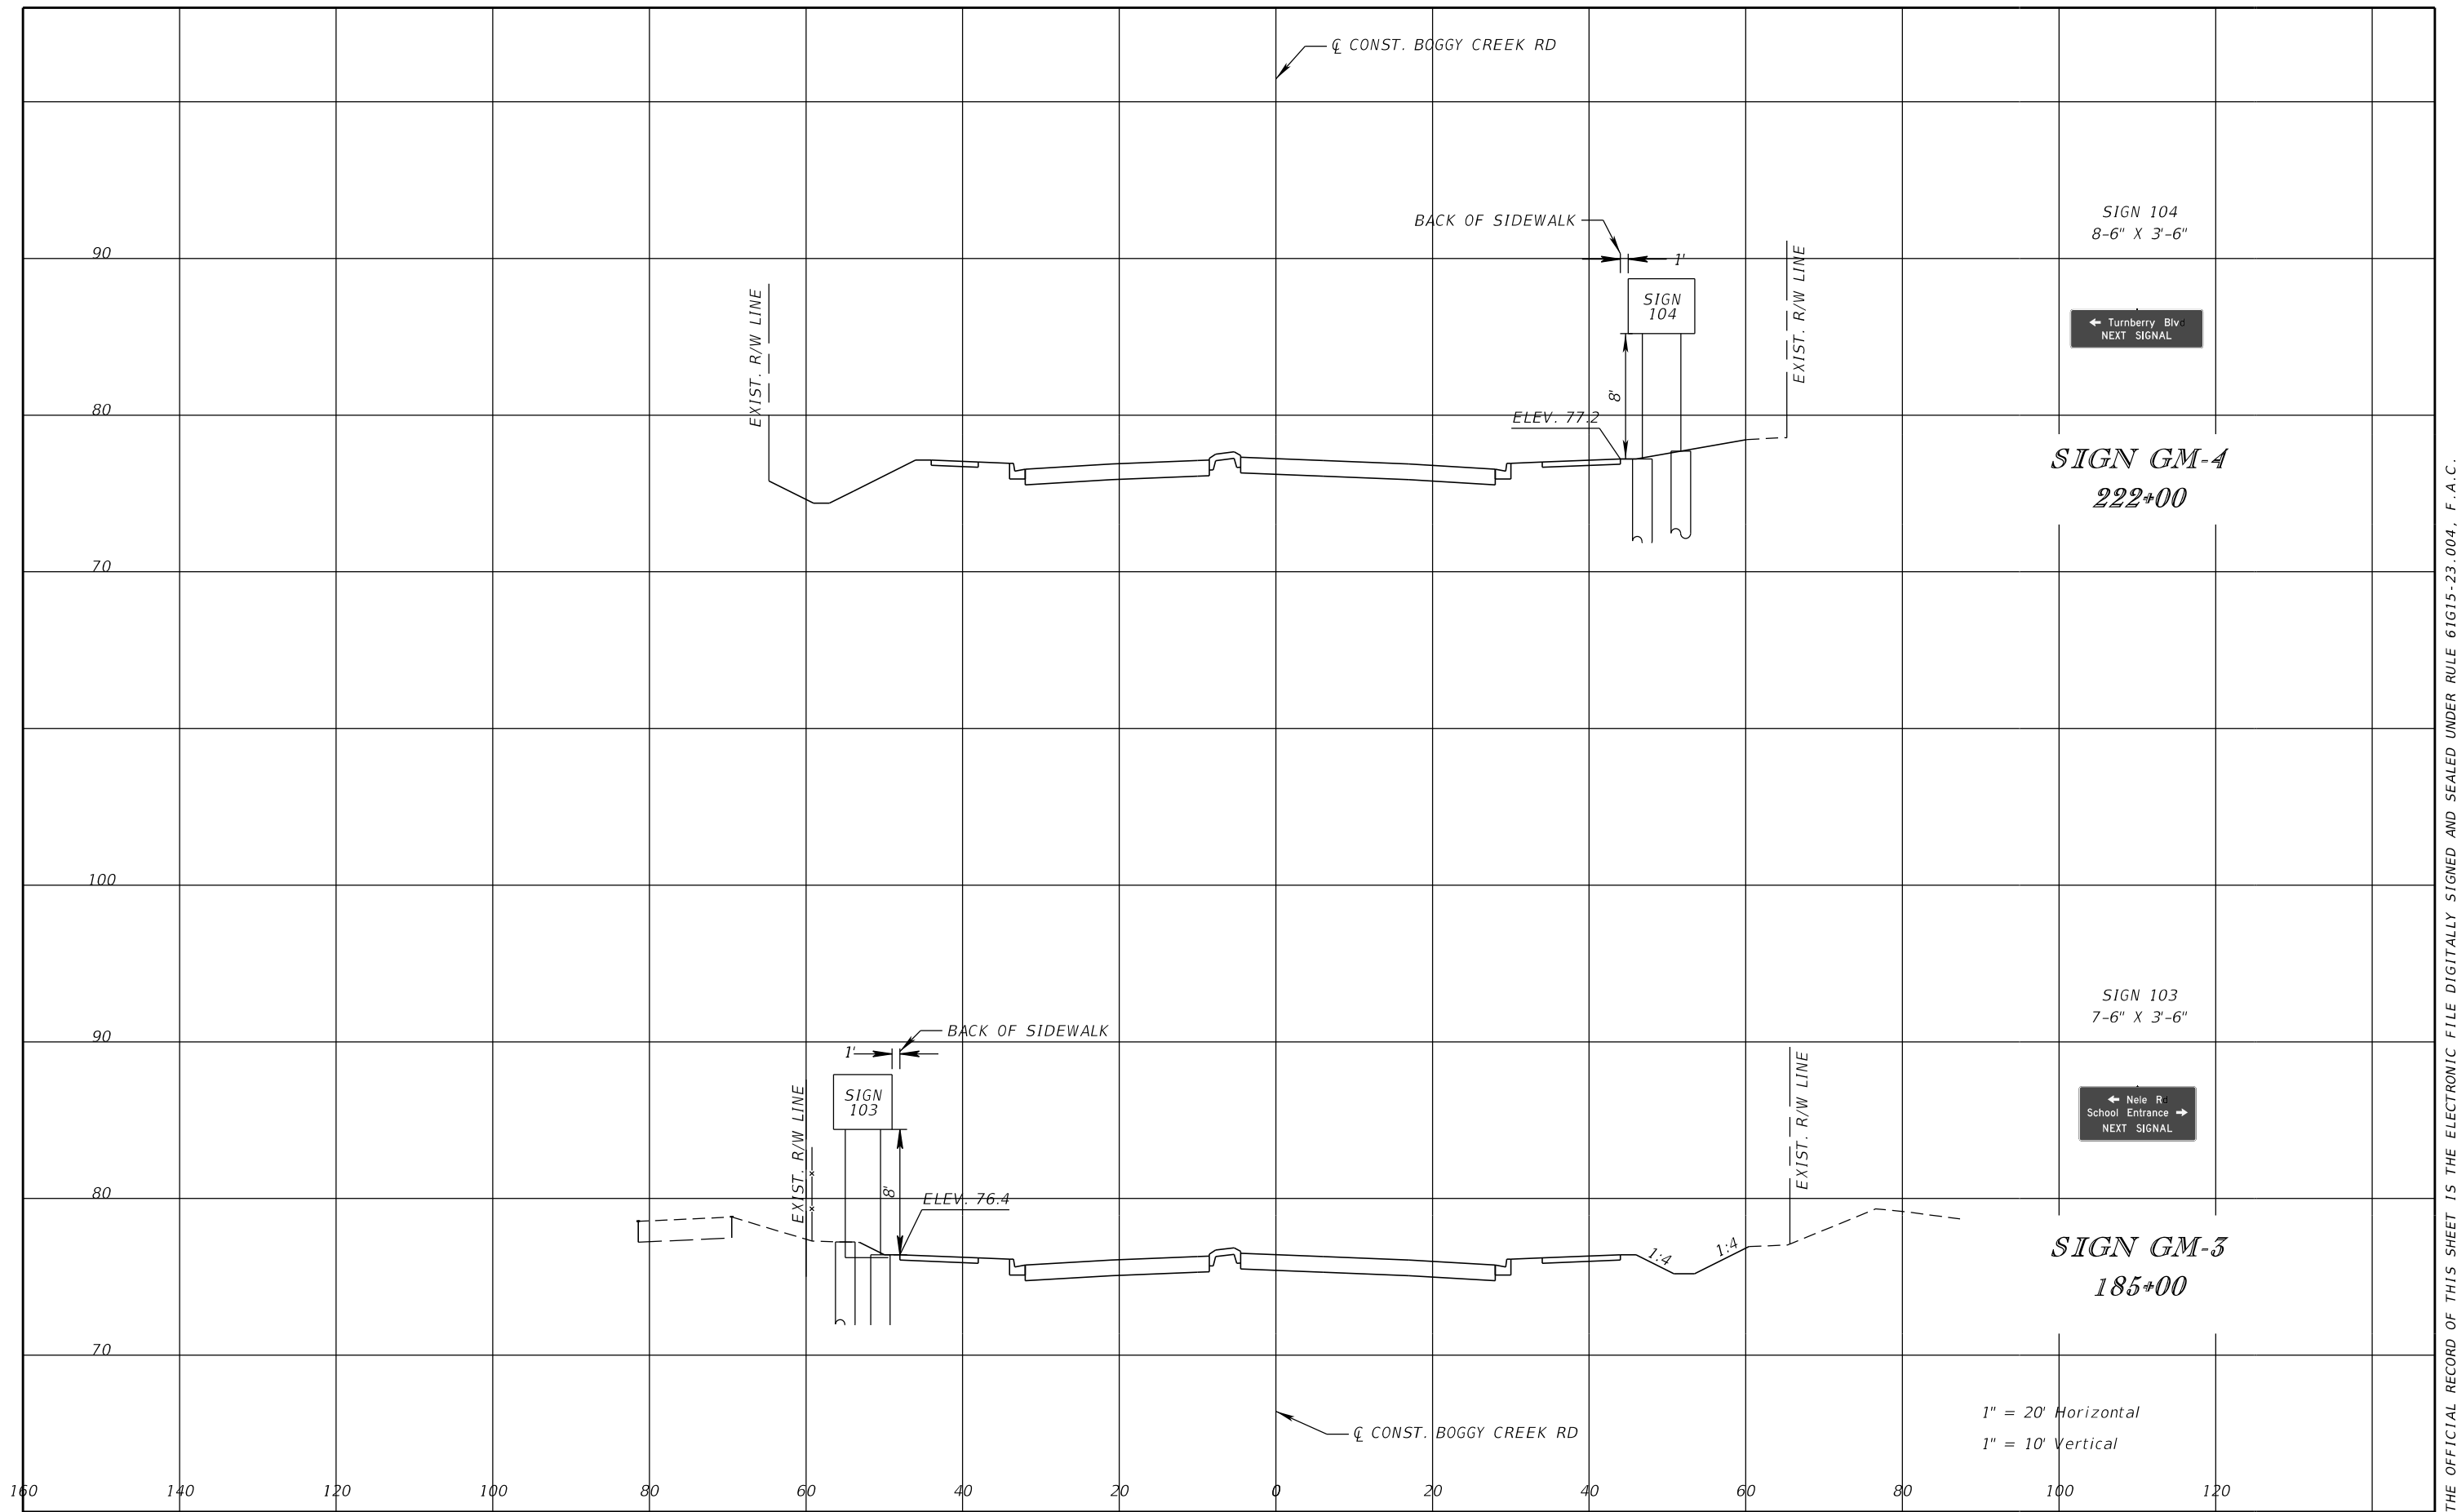 ℄ CONST. BOGGY CREEK RD
BACK OF SIDEWALK
1'
SIGN
104
SIGN 104
8-6" X 3'-6"
90
EXIST. R/W LINE
EXIST. R/W LINE
← Turnberry Blvd
NEXT SIGNAL
8'
80
ELEV. 77.2
SIGN GM-4
222+00
70
100
SIGN 103
7-6" X 3'-6"
90
BACK OF SIDEWALK
1'
SIGN
103
EXIST. R/W LINE
EXIST. R/W LINE
← Nele Rd
School Entrance →
NEXT SIGNAL
8'
80
ELEV. 76.4
1:4
1:4
SIGN GM-3
185+00
70
℄ CONST. BOGGY CREEK RD
1" = 20' Horizontal
1" = 10' Vertical
160 140 120 100 80 60 40 20 0 20 40 60 80 100 120
THE OFFICIAL RECORD OF THIS SHEET IS THE ELECTRONIC FILE DIGITALLY SIGNED AND SEALED UNDER RULE 61G15-23.004, F.A.C.